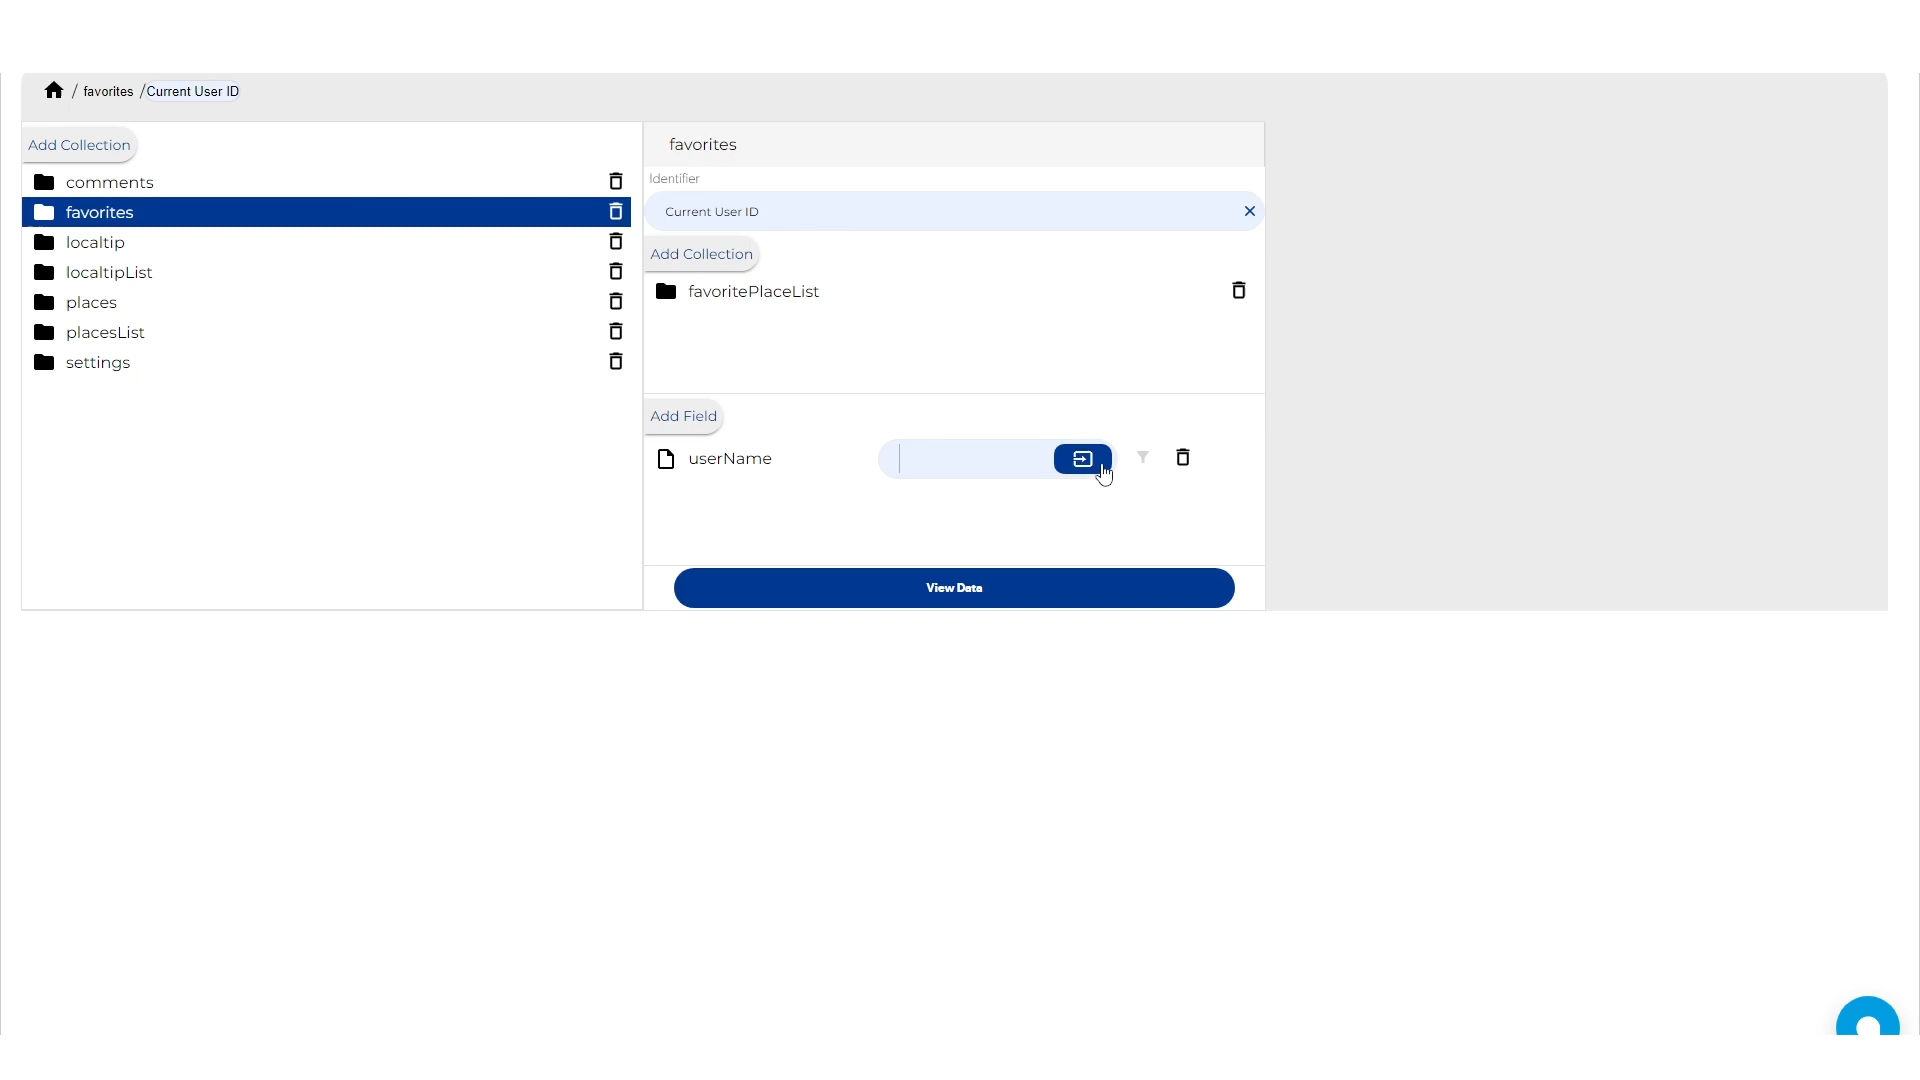 / favorites /Current User ID
Add Collection
comments
favorites
localtip
localtipList
places
placesList
settings
favorites
Identifier
Current User ID
Add Collection
favoritePlaceList
Add Field
userName
View Data